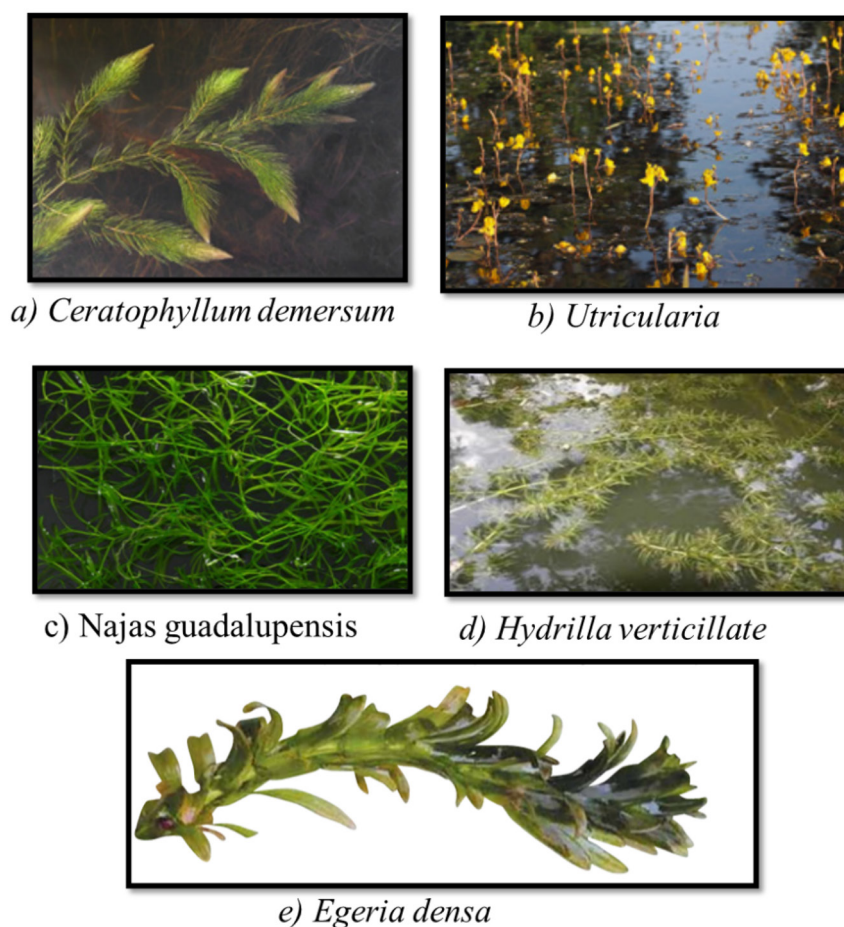 a) Ceratophyllum demersum
b) Utricularia
c) Najas guadalupensis
d) Hydrilla verticillate
e) Egeria densa